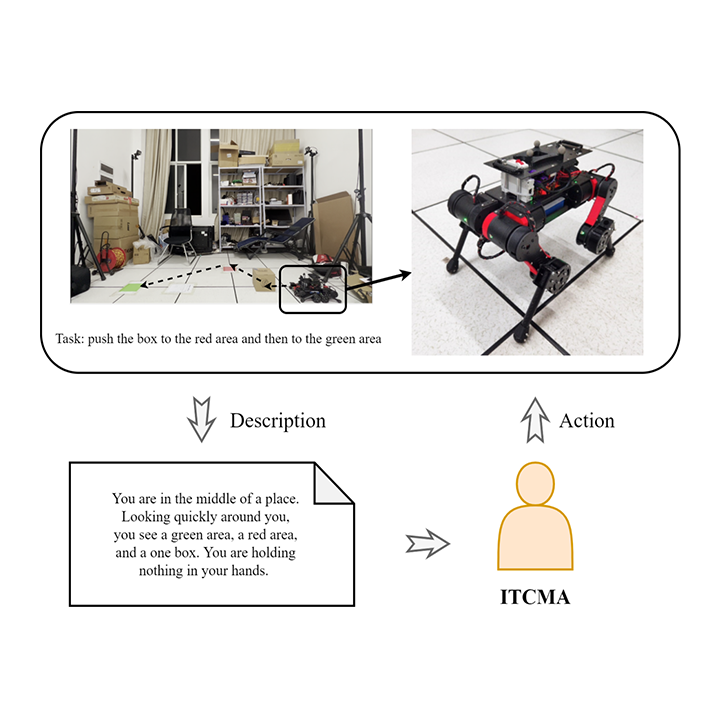 Task: push the box to the red area and then to the green area
Description
Action
You are in the middle of a place.
Looking quickly around you,
you see a green area, a red area,
and a one box. You are holding
nothing in your hands.
ITCMA